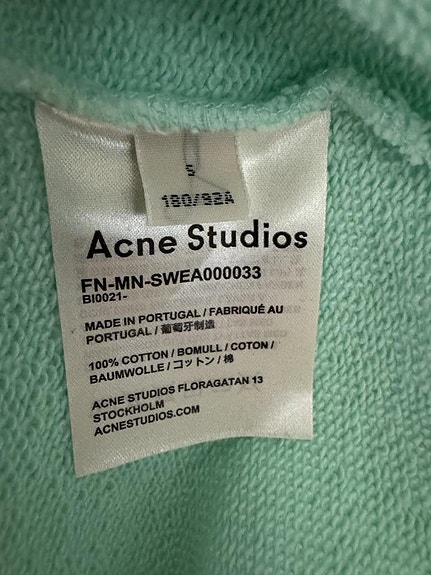 S
180/92A
Acne Studios
FN-MN-SWEA000033
BI0021-
MADE IN PORTUGAL / FABRIQUÉ AU
PORTUGAL / 葡萄牙制造
100% COTTON / BOMULL / COTON /
BAUMWOLLE / コットン / 棉
ACNE STUDIOS FLORAGATAN 13
STOCKHOLM
ACNESTUDIOS.COM